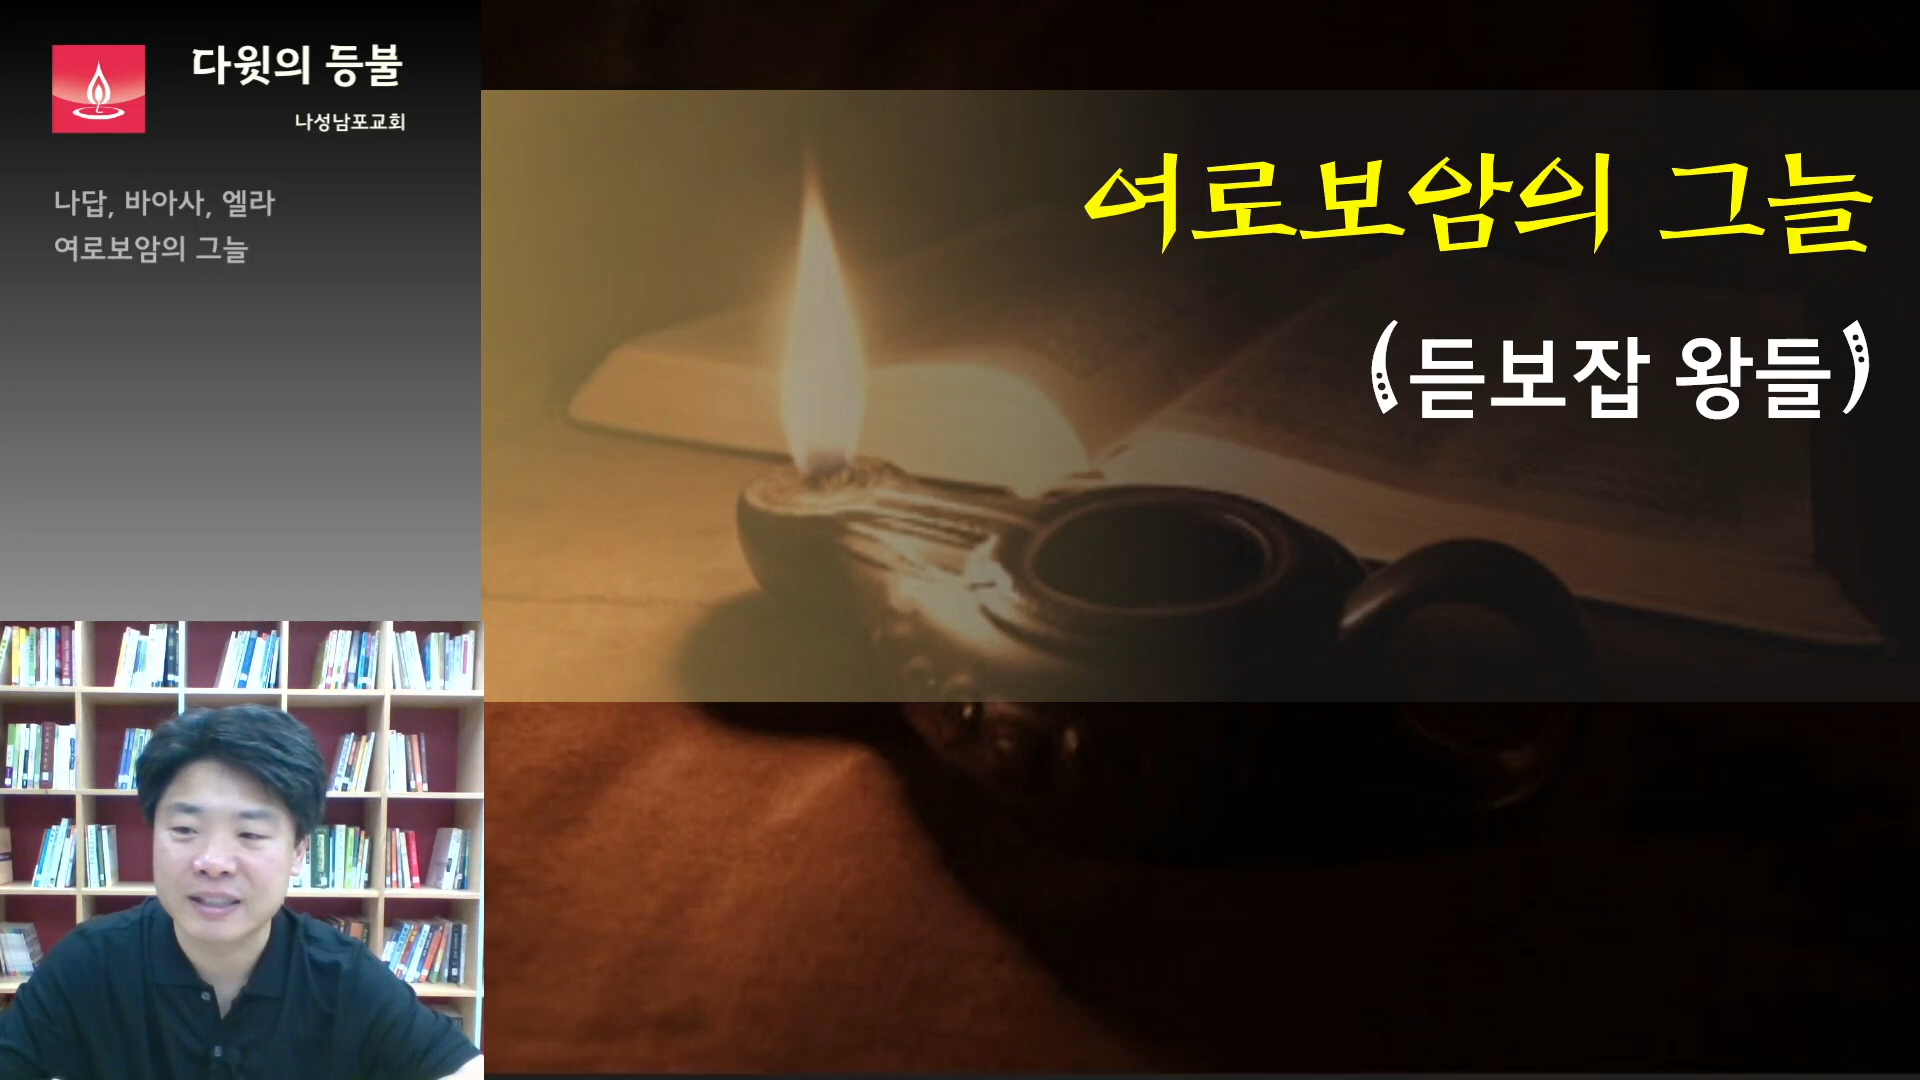 다윗의 등불
나성남포교회
나답, 바아사, 엘라
여로보암의 그늘
여로보암의 그늘
(듣보잡 왕들)